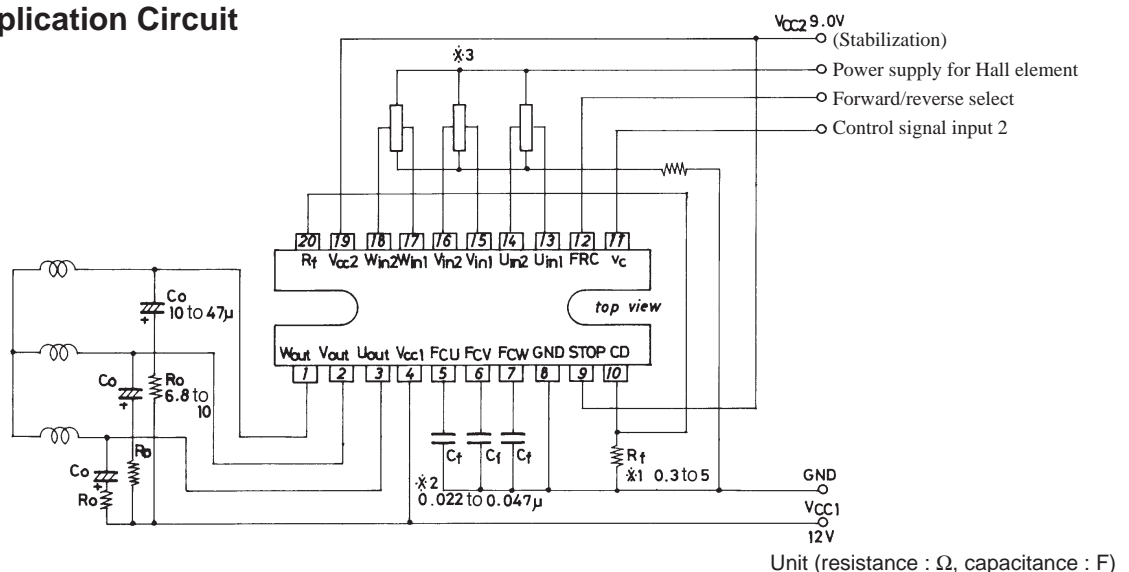 plication Circuit
VCC2 9.0V
(Stabilization)
※3
Power supply for Hall element
Forward/reverse select
Control signal input 2
20 19 18 17 16 15 14 13 12 11
Rf Vcc2 Win2 Win1 Vin2 Vin1 Uin2 Uin1 FRC Vc
Co
10 to 47μ
top view
Wout Vout Uout Vcc1 FCU FCV FCW GND STOP CD
1 2 3 4 5 6 7 8 9 10
Co
Ro
6.8 to
10
Ro
Cf Cf Cf
Rf
Co
※2
※1 0.3 to 5
GND
Ro
0.022 to 0.047μ
VCC1
12V
Unit (resistance : Ω, capacitance : F)